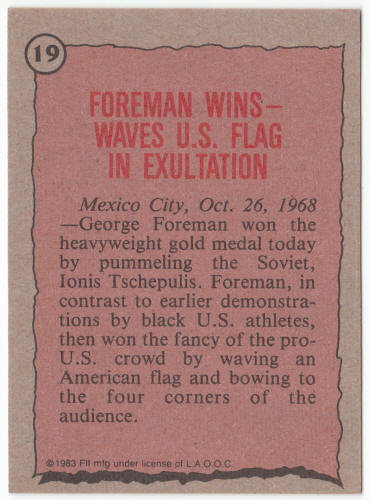 19
FOREMAN WINS—
WAVES U.S. FLAG
IN EXULTATION
Mexico City, Oct. 26, 1968
—George Foreman won the
heavyweight gold medal today
by pummeling the Soviet,
Ionis Tschepulis. Foreman, in
contrast to earlier demonstra-
tions by black U.S. athletes,
then won the fancy of the pro-
U.S. crowd by waving an
American flag and bowing to
the four corners of the
audience.
©1983 FII mfg under license of L.A.O.O.C.